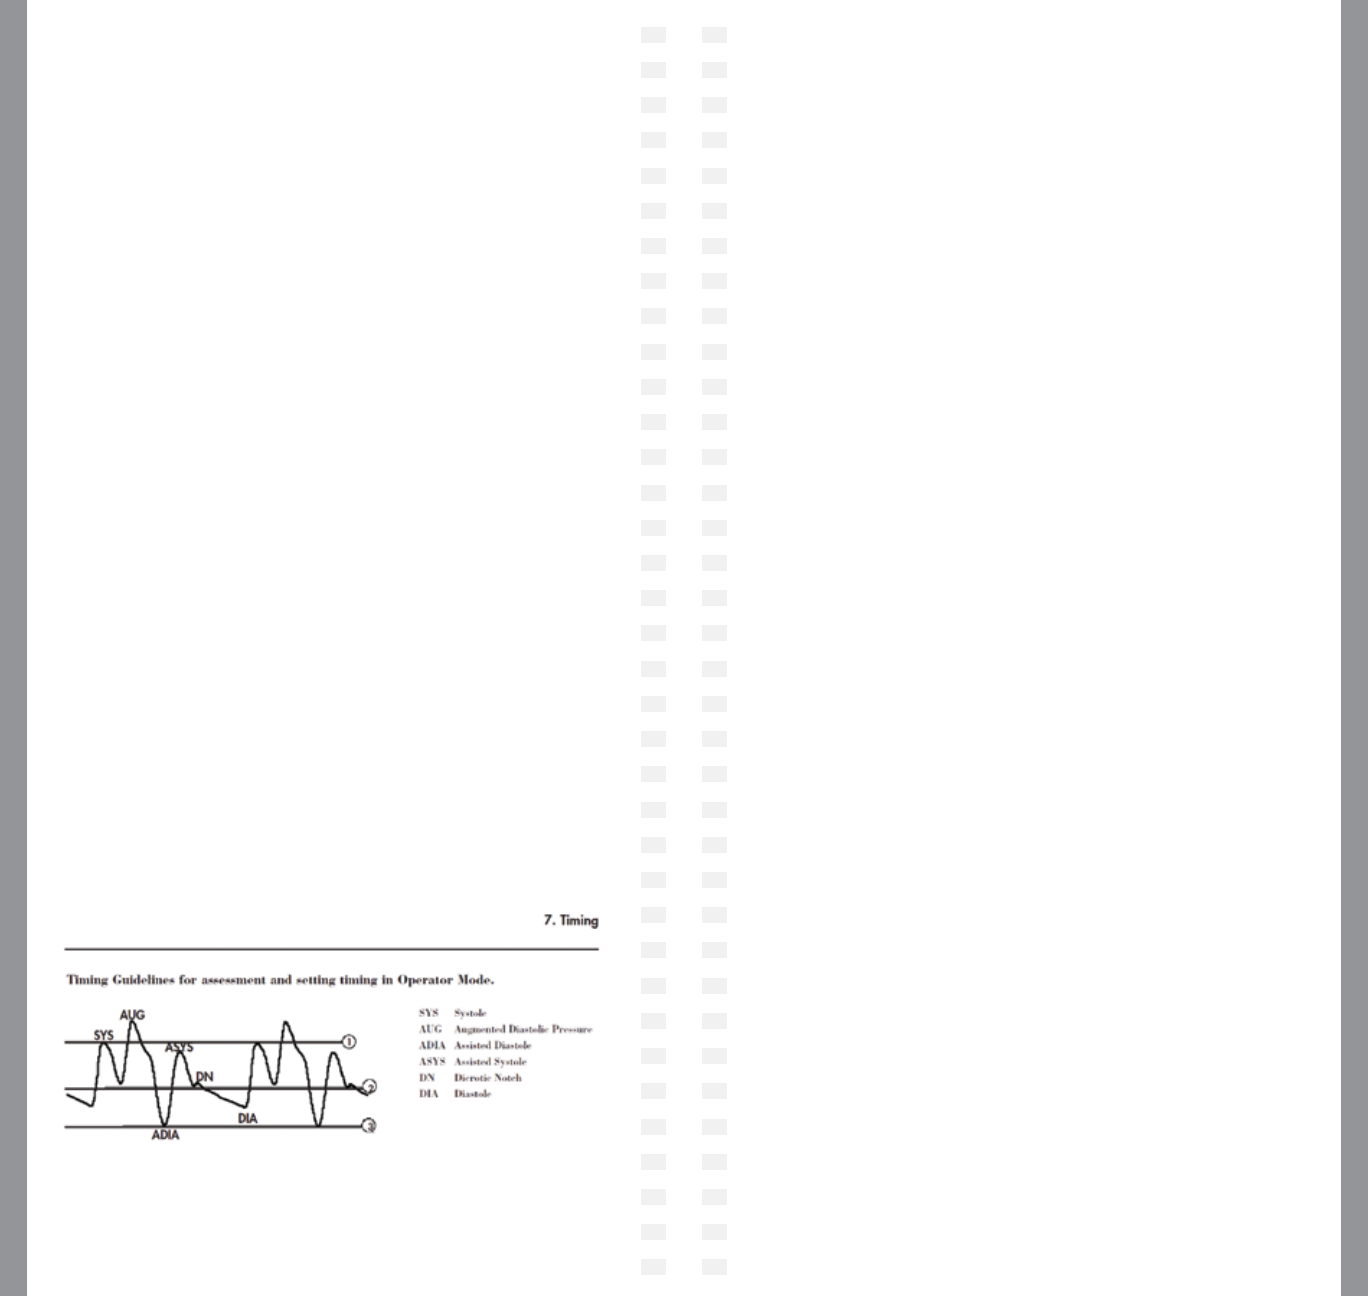 7. Timing
Timing Guidelines for assessment and setting timing in Operator Mode.
AUG
SYS
ASYS
DN
DIA
ADIA
1
2
3
SYS Systole
AUG Augmented Diastolic Pressure
ADIA Assisted Diastole
ASYS Assisted Systole
DN Dicrotic Notch
DIA Diastole